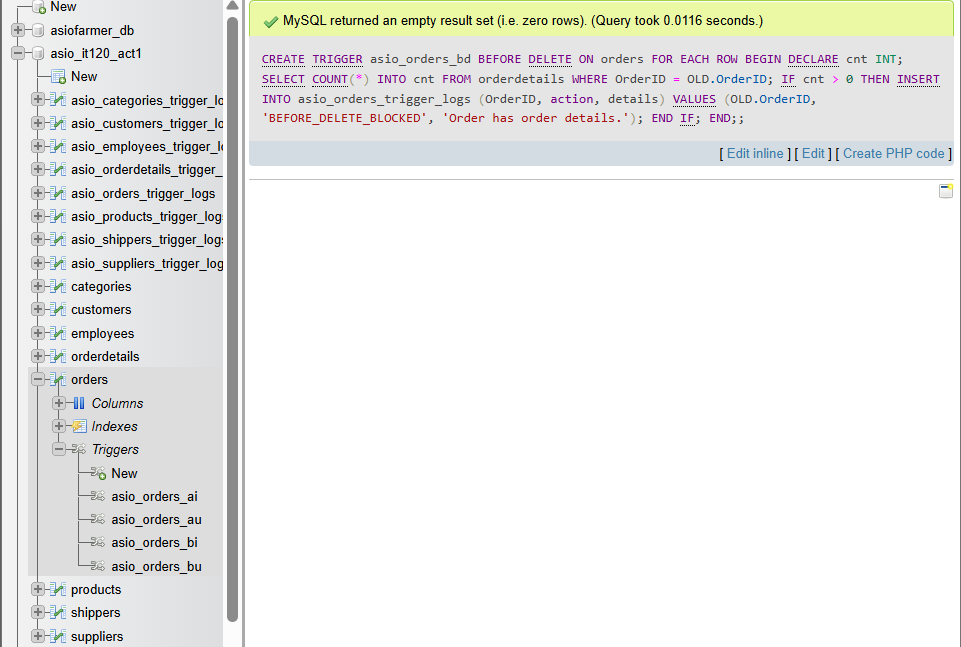 New
asiofarmer_db
asio_it120_act1
New
asio_categories_trigger_lo
asio_customers_trigger_lo
asio_employees_trigger_l
asio_orderdetails_trigger_
asio_orders_trigger_logs
asio_products_trigger_log
asio_shippers_trigger_log
asio_suppliers_trigger_log
categories
customers
employees
orderdetails
orders
Columns
Indexes
Triggers
New
asio_orders_ai
asio_orders_au
asio_orders_bi
asio_orders_bu
products
shippers
suppliers
MySQL returned an empty result set (i.e. zero rows). (Query took 0.0116 seconds.)
CREATE TRIGGER asio_orders_bd BEFORE DELETE ON orders FOR EACH ROW BEGIN DECLARE cnt INT;
SELECT COUNT(*) INTO cnt FROM orderdetails WHERE OrderID = OLD.OrderID; IF cnt > 0 THEN INSERT
INTO asio_orders_trigger_logs (OrderID, action, details) VALUES (OLD.OrderID,
'BEFORE_DELETE_BLOCKED', 'Order has order details.'); END IF; END;;
[ Edit inline ] [ Edit ] [ Create PHP code ]